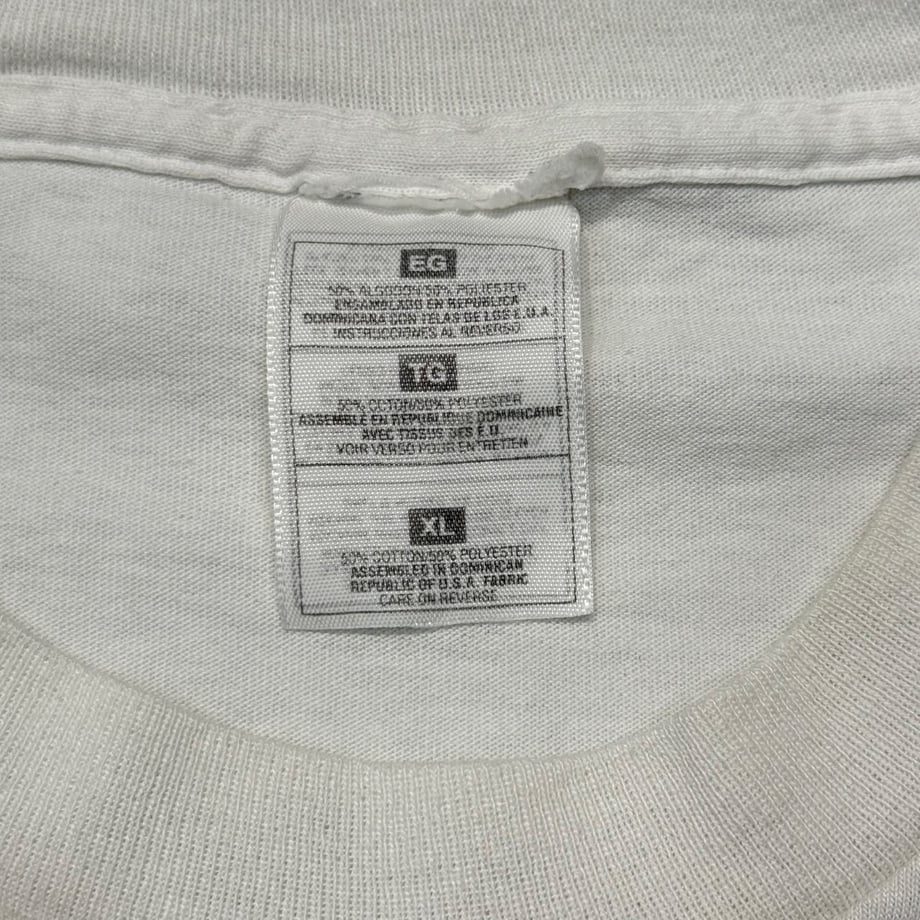 EG
50% ALGODON 50% POLIESTER
ENSAMBLADO EN REPUBLICA
DOMINICANA CON TELAS DE LOS E.U.A.
INSTRUCCIONES AL REVERSO
TG
50% COTON/50% POLYESTER
ASSEMBLE EN REPUBLIQUE DOMINICAINE
AVEC TISSUS DES E.U.
VOIR VERSO POUR ENTRETIEN
XL
50% COTTON/50% POLYESTER
ASSEMBLED IN DOMINICAN
REPUBLIC OF U.S.A. FABRIC
CARE ON REVERSE